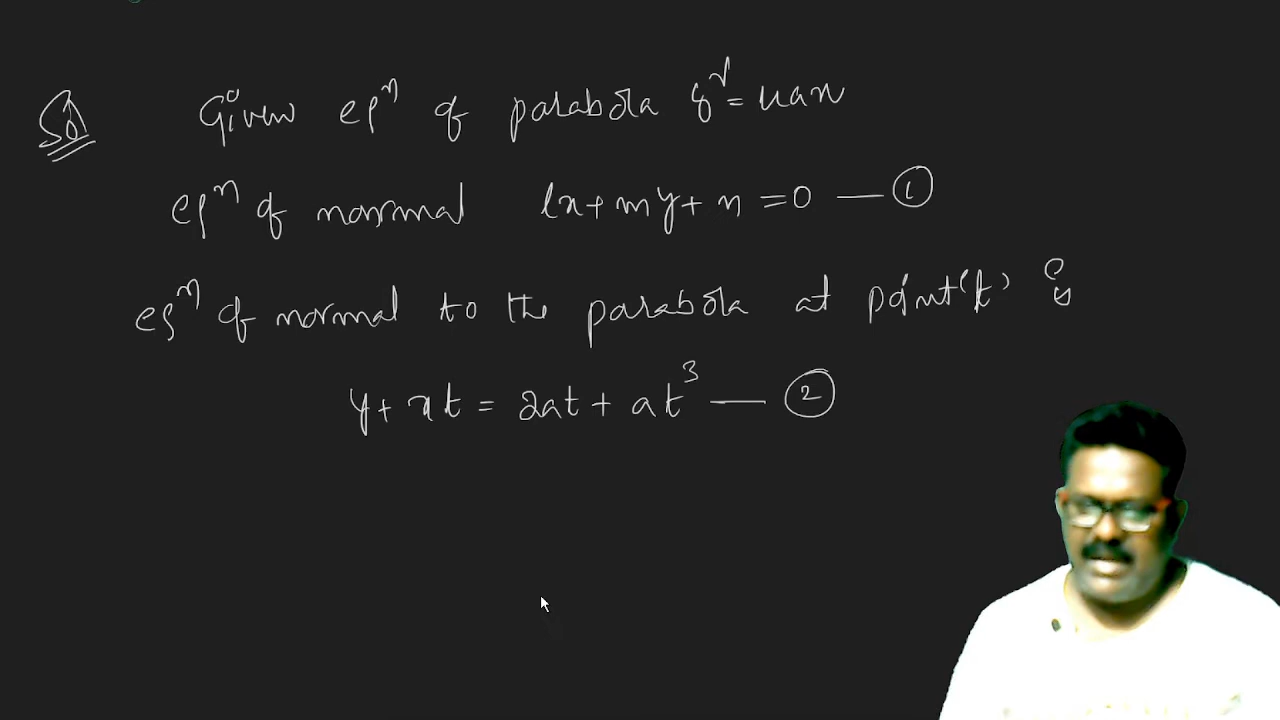 Sol Given eqn of parabola y² = 4ax
eqn of normal lx + my + n = 0 — ①
eqn of normal to the parabola at point (t) is
y + xt = 2at + at³ — ②